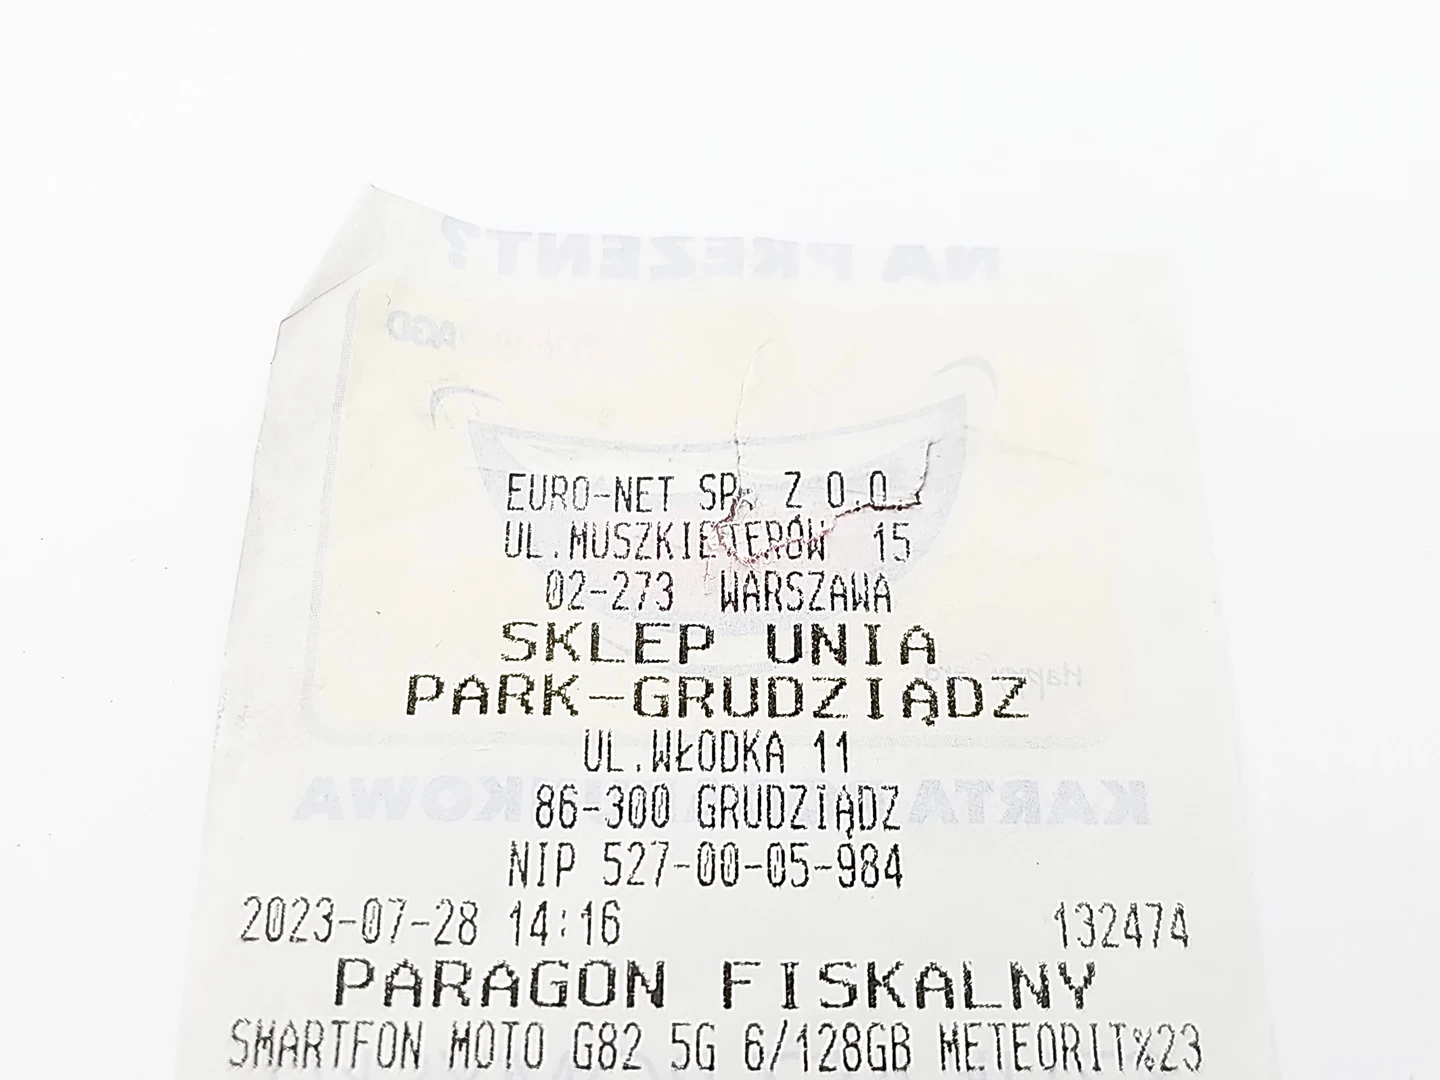 NA PREZENT?
AGD
EURO-NET SP. Z O.O.
UL.MUSZKIETERÓW 15
02-273 WARSZAWA
SKLEP UNIA
PARK-GRUDZIĄDZ
UL.WŁODKA 11
86-300 GRUDZIĄDZ
NIP 527-00-05-984
2023-07-28 14:16 132474
PARAGON FISKALNY
SMARTFON MOTO G82 5G 6/128GB METEORIT%23